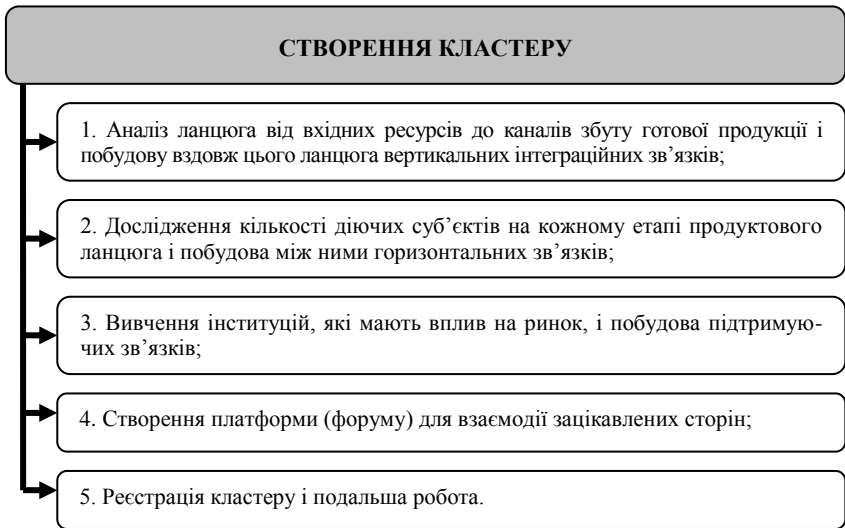 СТВОРЕННЯ КЛАСТЕРУ
1. Аналіз ланцюга від вхідних ресурсів до каналів збуту готової продукції і
побудову вздовж цього ланцюга вертикальних інтеграційних зв’язків;
2. Дослідження кількості діючих суб’єктів на кожному етапі продуктового
ланцюга і побудова між ними горизонтальних зв’язків;
3. Вивчення інституцій, які мають вплив на ринок, і побудова підтримую-
чих зв’язків;
4. Створення платформи (форуму) для взаємодії зацікавлених сторін;
5. Реєстрація кластеру і подальша робота.